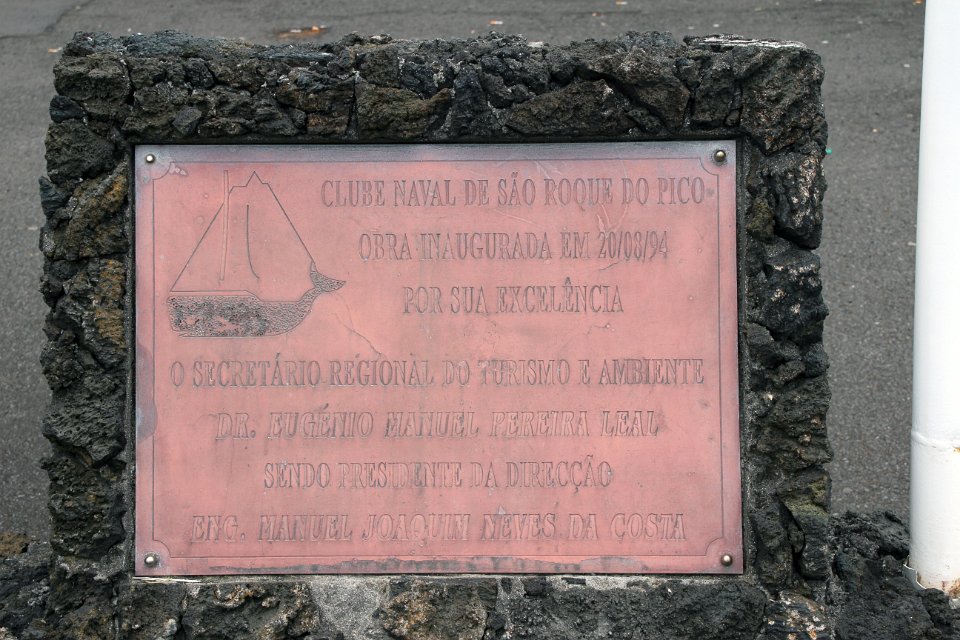 CLUBE NAVAL DE SÃO ROQUE DO PICO
OBRA INAUGURADA EM 20/08/94
POR SUA EXCELÊNCIA
O SECRETÁRIO REGIONAL DO TURISMO E AMBIENTE
DR. EUGÉNIO MANUEL PEREIRA LEAL
SENDO PRESIDENTE DA DIRECÇÃO
ENG. MANUEL JOAQUIM NEVES DA COSTA